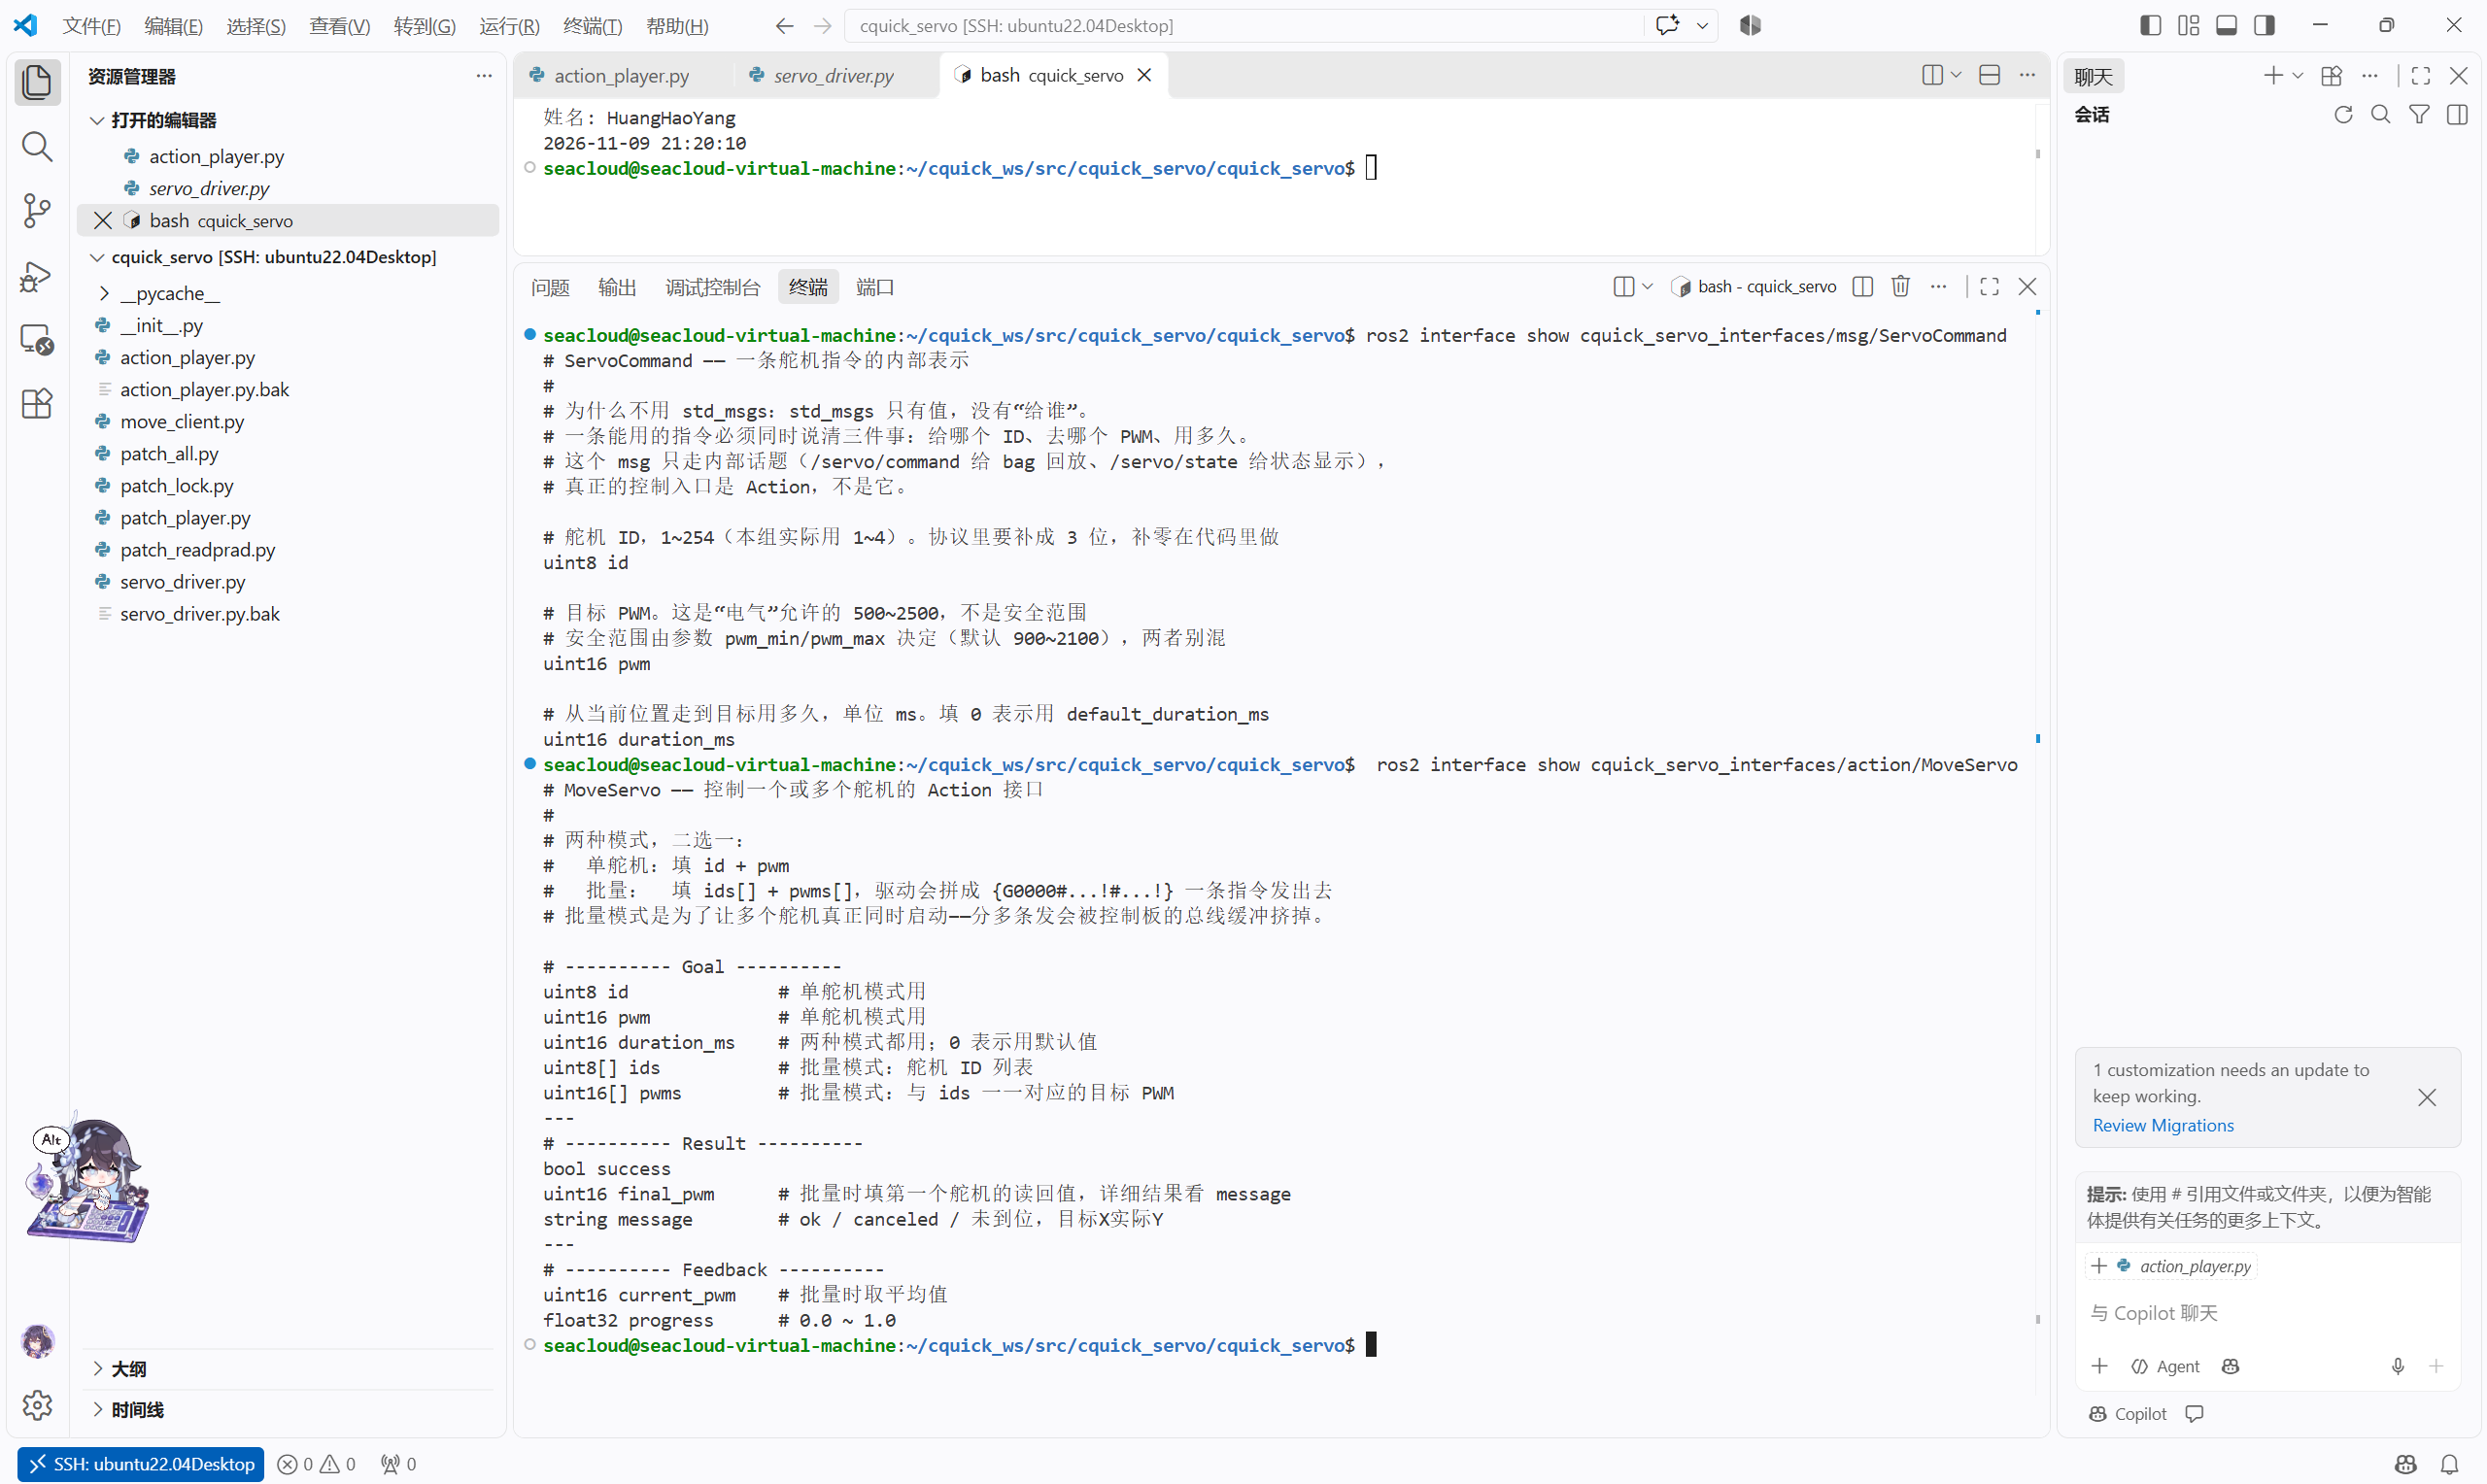 文件(F) 编辑(E) 选择(S) 查看(V) 转到(G) 运行(R) 终端(T) 帮助(H)
cquick_servo [SSH: ubuntu22.04Desktop]
资源管理器
打开的编辑器
action_player.py
servo_driver.py
bash cquick_servo
cquick_servo [SSH: ubuntu22.04Desktop]
__pycache__
__init__.py
action_player.py
action_player.py.bak
move_client.py
patch_all.py
patch_lock.py
patch_player.py
patch_readprad.py
servo_driver.py
servo_driver.py.bak
Alt
大纲
时间线
action_player.py servo_driver.py bash cquick_servo
姓名: HuangHaoYang
2026-11-09 21:20:10
seacloud@seacloud-virtual-machine:~/cquick_ws/src/cquick_servo/cquick_servo$
问题 输出 调试控制台 终端 端口
bash - cquick_servo
seacloud@seacloud-virtual-machine:~/cquick_ws/src/cquick_servo/cquick_servo$ ros2 interface show cquick_servo_interfaces/msg/ServoCommand
# ServoCommand —— 一条舵机指令的内部表示
#
# 为什么不用 std_msgs：std_msgs 只有值，没有“给谁”。
# 一条能用的指令必须同时说清三件事：给哪个 ID、去哪个 PWM、用多久。
# 这个 msg 只走内部话题（/servo/command 给 bag 回放、/servo/state 给状态显示），
# 真正的控制入口是 Action，不是它。
# 舵机 ID，1~254（本组实际用 1~4）。协议里要补成 3 位，补零在代码里做
uint8 id
# 目标 PWM。这是“电气”允许的 500~2500，不是安全范围
# 安全范围由参数 pwm_min/pwm_max 决定（默认 900~2100），两者别混
uint16 pwm
# 从当前位置走到目标用多久，单位 ms。填 0 表示用 default_duration_ms
uint16 duration_ms
seacloud@seacloud-virtual-machine:~/cquick_ws/src/cquick_servo/cquick_servo$ ros2 interface show cquick_servo_interfaces/action/MoveServo
# MoveServo —— 控制一个或多个舵机的 Action 接口
#
# 两种模式，二选一：
# 单舵机：填 id + pwm
# 批量： 填 ids[] + pwms[]，驱动会拼成 {G0000#...!#...!} 一条指令发出去
# 批量模式是为了让多个舵机真正同时启动——分多条发会被控制板的总线缓冲挤掉。
# ---------- Goal ----------
uint8 id # 单舵机模式用
uint16 pwm # 单舵机模式用
uint16 duration_ms # 两种模式都用；0 表示用默认值
uint8[] ids # 批量模式：舵机 ID 列表
uint16[] pwms # 批量模式：与 ids 一一对应的目标 PWM
---
# ---------- Result ----------
bool success
uint16 final_pwm # 批量时填第一个舵机的读回值，详细结果看 message
string message # ok / canceled / 未到位，目标X实际Y
---
# ---------- Feedback ----------
uint16 current_pwm # 批量时取平均值
float32 progress # 0.0 ~ 1.0
seacloud@seacloud-virtual-machine:~/cquick_ws/src/cquick_servo/cquick_servo$
聊天
会话
1 customization needs an update to
keep working.
Review Migrations
提示: 使用 # 引用文件或文件夹，以便为智能
体提供有关任务的更多上下文。
action_player.py
与 Copilot 聊天
Agent
Copilot
SSH: ubuntu22.04Desktop 0 0 0